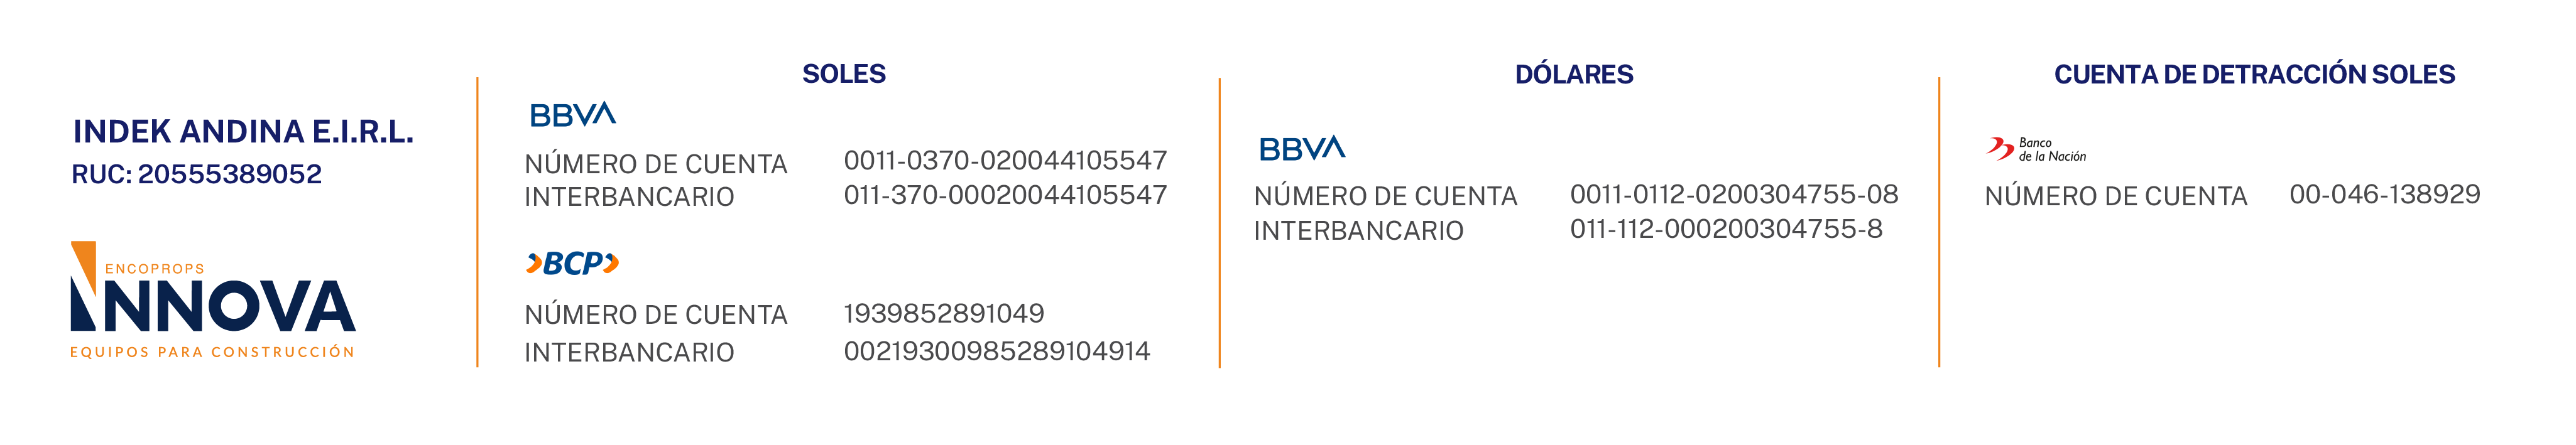 INDEK ANDINA E.I.R.L.
RUC: 20555389052
ENCOPROPS
INNOVA
EQUIPOS PARA CONSTRUCCIÓN
SOLES
BBVA
NÚMERO DE CUENTA 0011-0370-020044105547
INTERBANCARIO 011-370-00020044105547
BCP
NÚMERO DE CUENTA 1939852891049
INTERBANCARIO 00219300985289104914
DÓLARES
BBVA
NÚMERO DE CUENTA 0011-0112-0200304755-08
INTERBANCARIO 011-112-000200304755-8
CUENTA DE DETRACCIÓN SOLES
Banco
de la Nación
NÚMERO DE CUENTA 00-046-138929